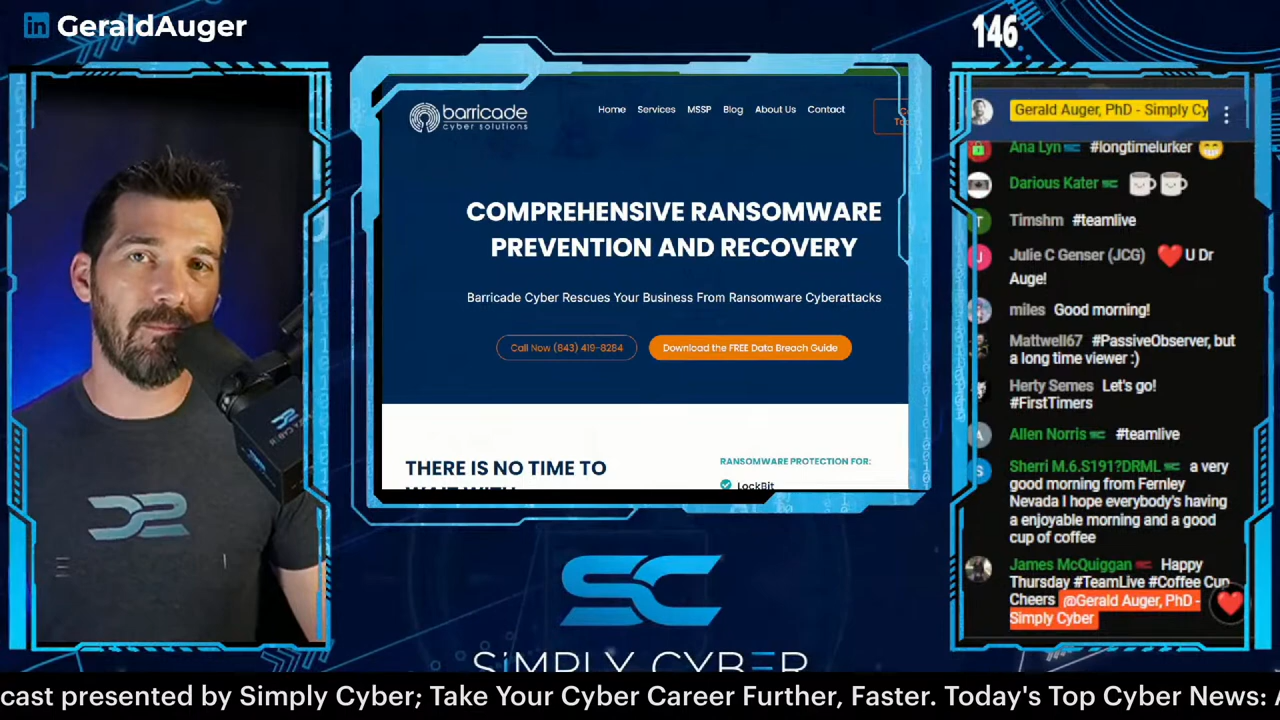 in GeraldAuger
146
barricade
cyber solutions
Home Services MSSP Blog About Us Contact
COMPREHENSIVE RANSOMWARE
PREVENTION AND RECOVERY
Barricade Cyber Rescues Your Business From Ransomware Cyberattacks
Call Now (843) 419-8284
Download the FREE Data Breach Guide
THERE IS NO TIME TO
RANSOMWARE PROTECTION FOR:
LockBit
Gerald Auger, PhD - Simply Cy
Ana Lyn #longtimelurker
Darious Kater
Timshm #teamlive
Julie C Genser (JCG) U Dr
Auge!
miles Good morning!
Mattwell67 #PassiveObserver, but
a long time viewer :)
Herty Semes Let's go!
#FirstTimers
Allen Norris #teamlive
Sherri M.6.S191?DRML a very
good morning from Fernley
Nevada I hope everybody's having
a enjoyable morning and a good
cup of coffee
James McQuiggan Happy
Thursday #TeamLive #Coffee Cup
Cheers @Gerald Auger, PhD -
Simply Cyber
SC
SIMPLY CYBER
cast presented by Simply Cyber; Take Your Cyber Career Further, Faster. Today's Top Cyber News: